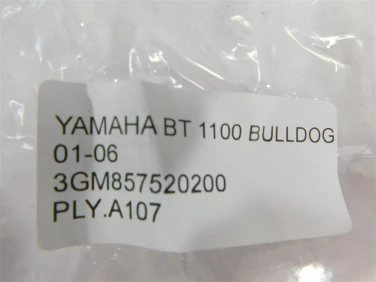 YAMAHA BT 1100 BULLDOG
01-06
3GM857520200
PLY.A107